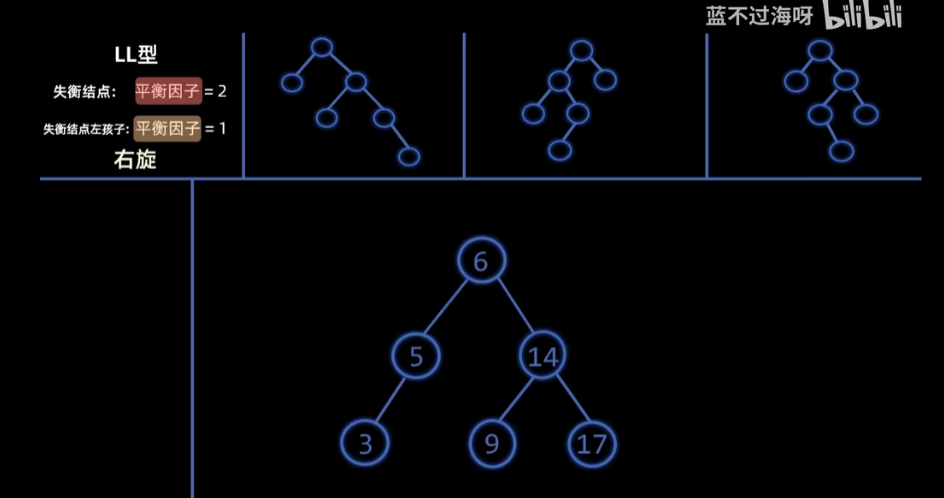 蓝不过海呀 bilibili
LL型
失衡结点: 平衡因子 = 2
失衡结点左孩子: 平衡因子 = 1
右旋
6
5 14
3 9 17